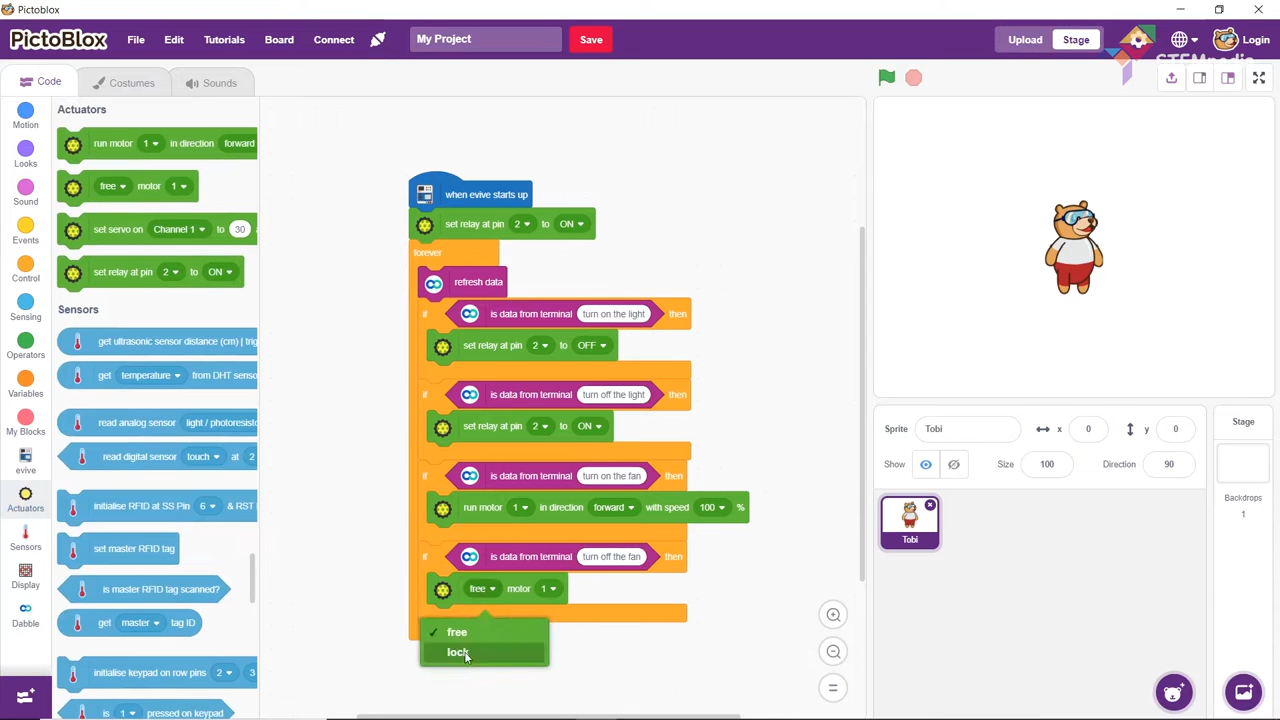 Pictoblox
PictoBlox
File
Edit
Tutorials
Board
Connect
My Project
Save
Upload
Stage
Login
STEMpedia
Code
Costumes
Sounds
Motion
Looks
Sound
Events
Control
Sensing
Operators
Variables
My Blocks
evive
Actuators
Sensors
Display
Dabble
Actuators
run motor 1 in direction forward
free motor 1
set servo on Channel 1 to 30
set relay at pin 2 to ON
Sensors
get ultrasonic sensor distance (cm) | trig
get temperature from DHT sens
read analog sensor light / photoresist
read digital sensor touch at 2
initialise RFID at SS Pin 6 & RST
set master RFID tag
is master RFID tag scanned?
get master tag ID
initialise keypad on row pins 2 3
is 1 pressed on keypad
when evive starts up
set relay at pin 2 to ON
forever
refresh data
if is data from terminal turn on the light then
set relay at pin 2 to OFF
if is data from terminal turn off the light then
set relay at pin 2 to ON
if is data from terminal turn on the fan then
run motor 1 in direction forward with speed 100 %
if is data from terminal turn off the fan then
free motor 1
free
lock
Sprite Tobi x 0 y 0
Show Size 100 Direction 90
Tobi
Stage
Backdrops
1